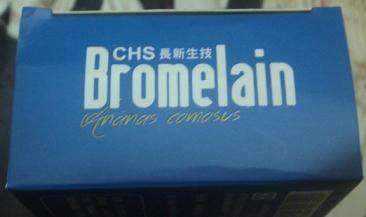 CHS 長新生技
Bromelain
Ananas comosus